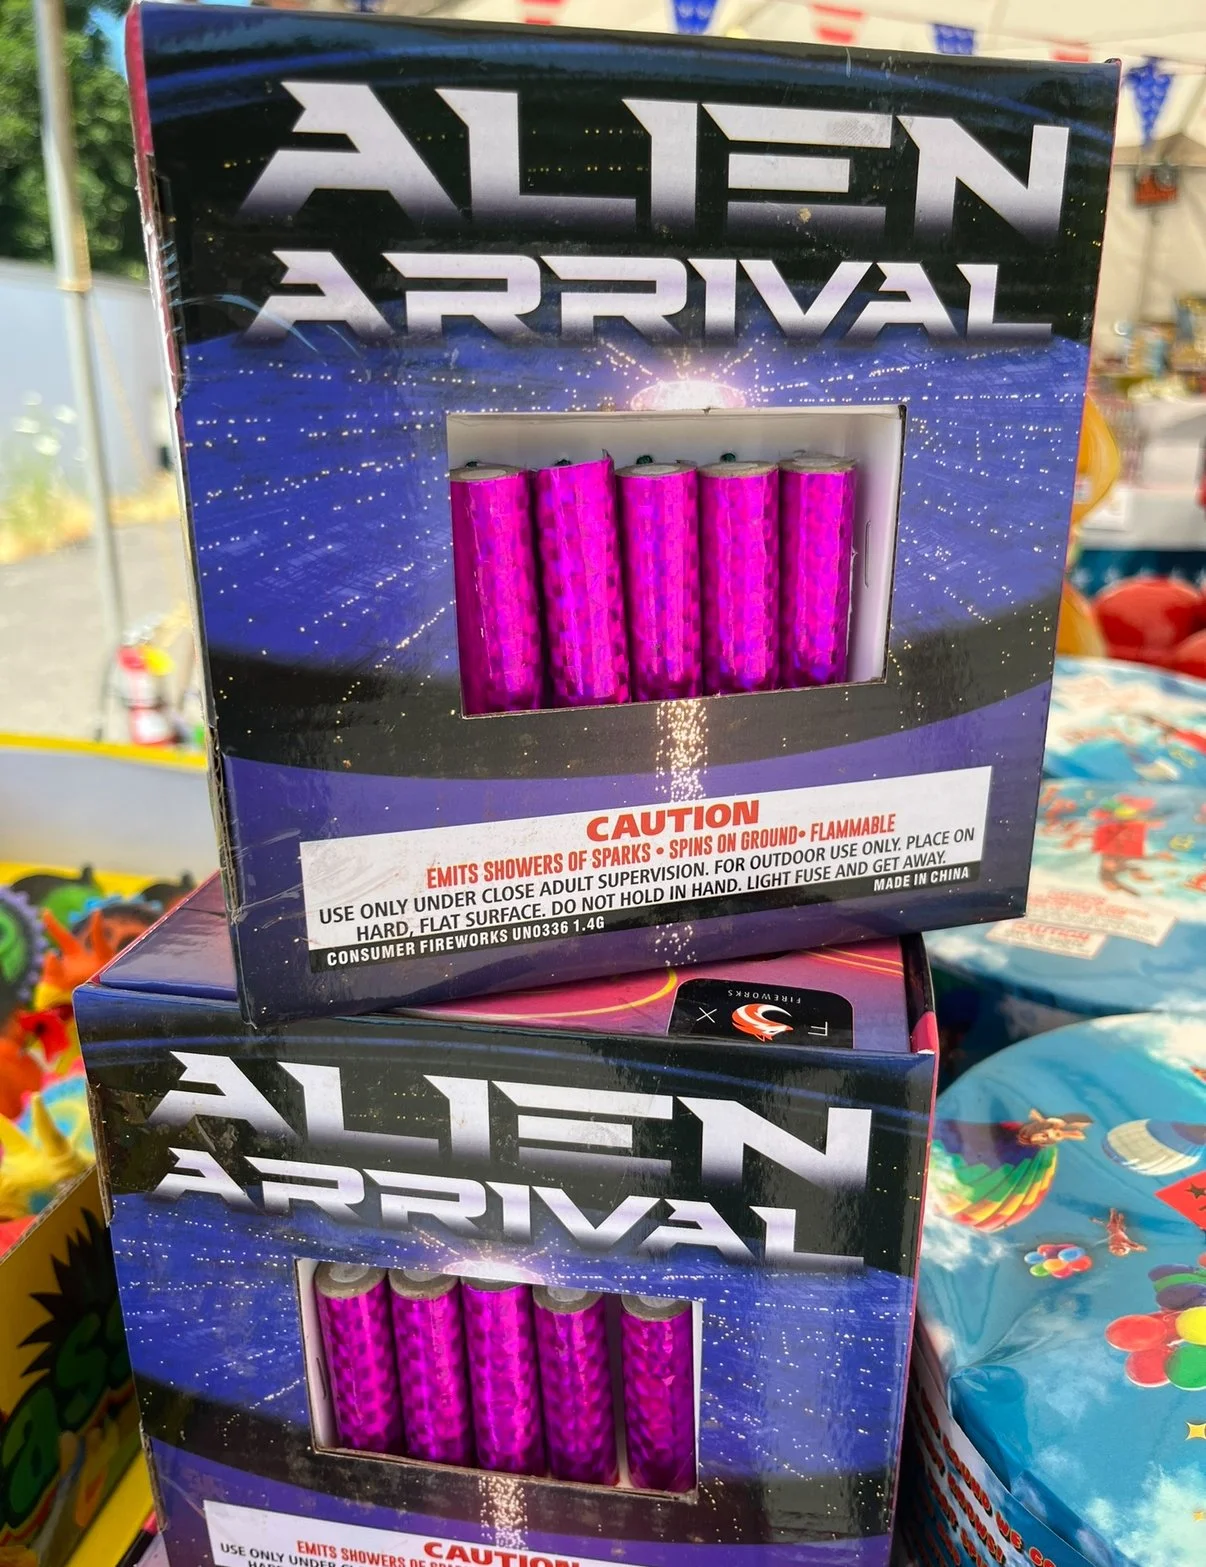 ALIEN
ARRIVAL
CAUTION
EMITS SHOWERS OF SPARKS • SPINS ON GROUND • FLAMMABLE
USE ONLY UNDER CLOSE ADULT SUPERVISION. FOR OUTDOOR USE ONLY. PLACE ON
HARD, FLAT SURFACE. DO NOT HOLD IN HAND. LIGHT FUSE AND GET AWAY.
CONSUMER FIREWORKS UN0336 1.4G
MADE IN CHINA
FIREWORKS
F X
ALIEN
ARRIVAL
CAUTION
EMITS SHOWERS OF
USE ONLY UNDER